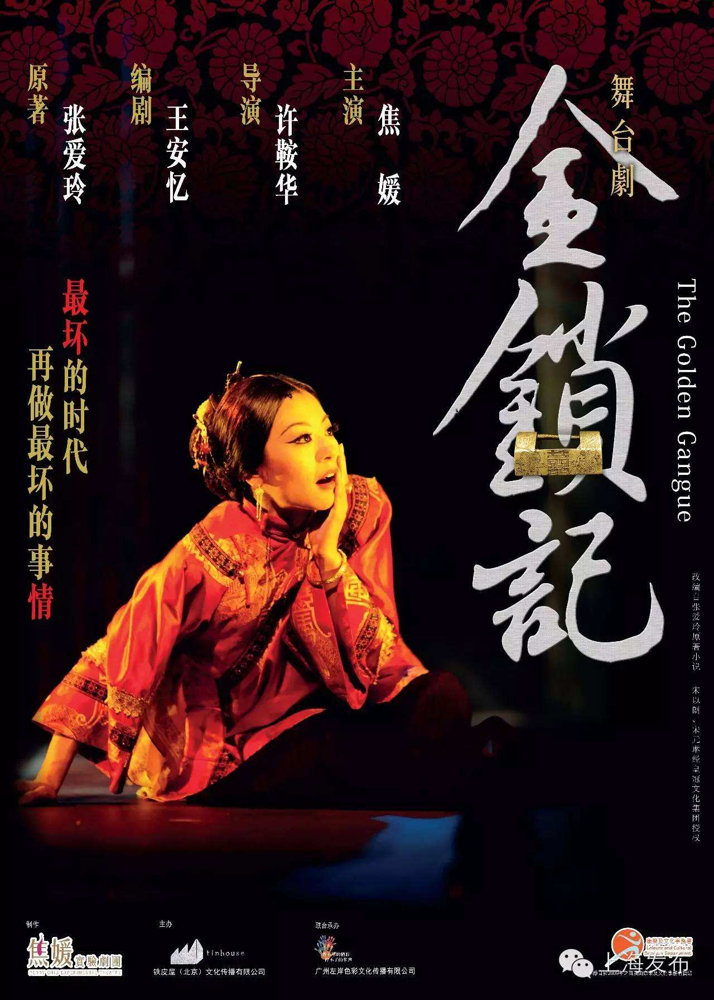 舞台劇
金鎖記
The Golden Gangue
主演
焦媛
导演
许鞍华
编剧
王安忆
原著
张爱玲
最坏的时代
再做最坏的事情
改编自张爱玲原著小说 宋以朗、宋元琳经皇冠文化集团授权
制作
焦媛實驗劇團
PERRY CHIU EXPERIMENTAL THEATRE
主办
tinhouse
铁皮屋（北京）文化传播有限公司
联合承办
广州左岸色彩文化传播有限公司
康樂及文化事務署
Leisure and Cultural
Services Department
上海发布